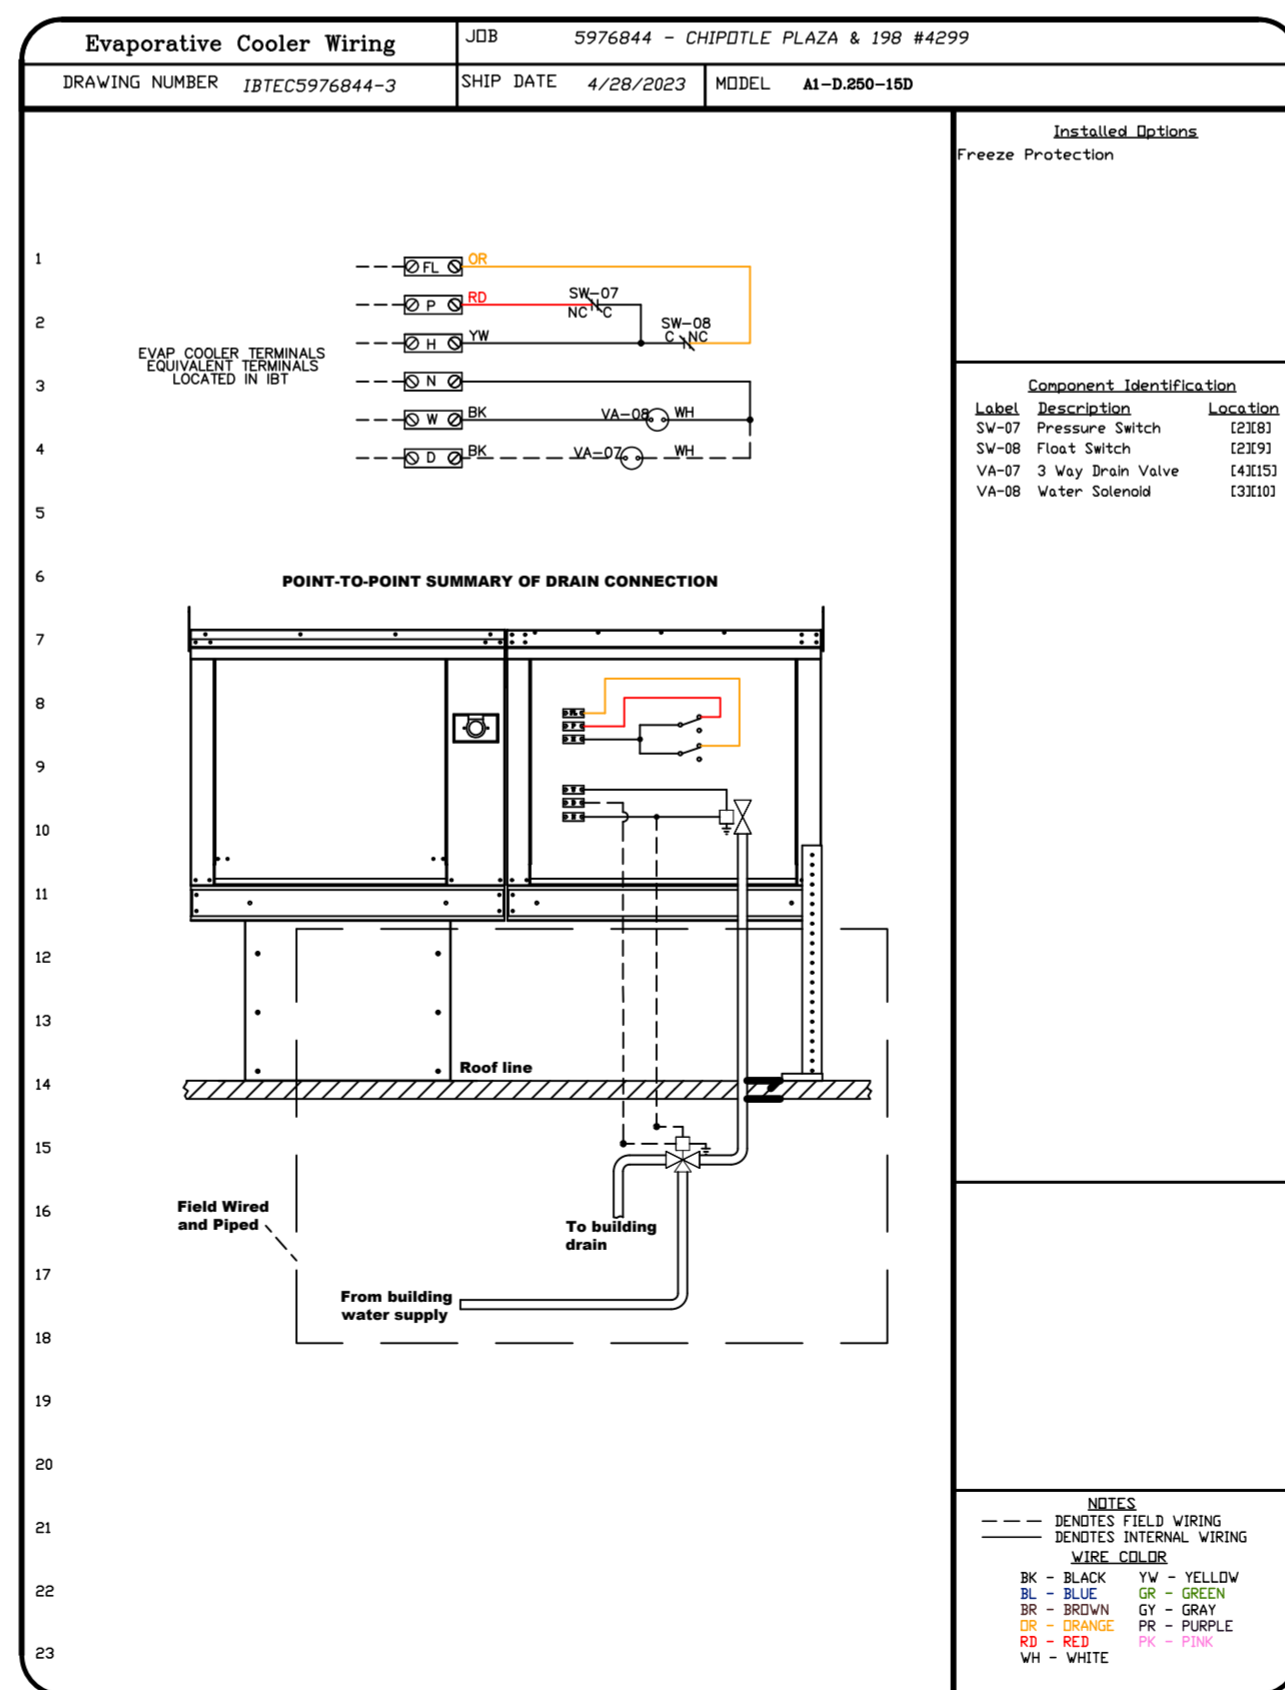 Evaporative Cooler Wiring
JOB 5976844 - CHIPOTLE PLAZA & 198 #4299
DRAWING NUMBER IBTEC5976844-3
SHIP DATE 4/28/2023
MODEL A1-D.250-15D
Installed Options
Freeze Protection
1
2
3
4
5
6
7
8
9
10
11
12
13
14
15
16
17
18
19
20
21
22
23
FL OR
P RD SW-07
NC C
H YW SW-08
C NC
EVAP COOLER TERMINALS
EQUIVALENT TERMINALS
LOCATED IN IBT
N
W BK VA-08 WH
D BK VA-07 WH
Component Identification
Label Description Location
SW-07 Pressure Switch [2][8]
SW-08 Float Switch [2][9]
VA-07 3 Way Drain Valve [4][15]
VA-08 Water Solenoid [3][10]
POINT-TO-POINT SUMMARY OF DRAIN CONNECTION
Roof line
Field Wired
and Piped
To building
drain
From building
water supply
NOTES
DENOTES FIELD WIRING
DENOTES INTERNAL WIRING
WIRE COLOR
BK - BLACK YW - YELLOW
BL - BLUE GR - GREEN
BR - BROWN GY - GRAY
OR - ORANGE PR - PURPLE
RD - RED PK - PINK
WH - WHITE